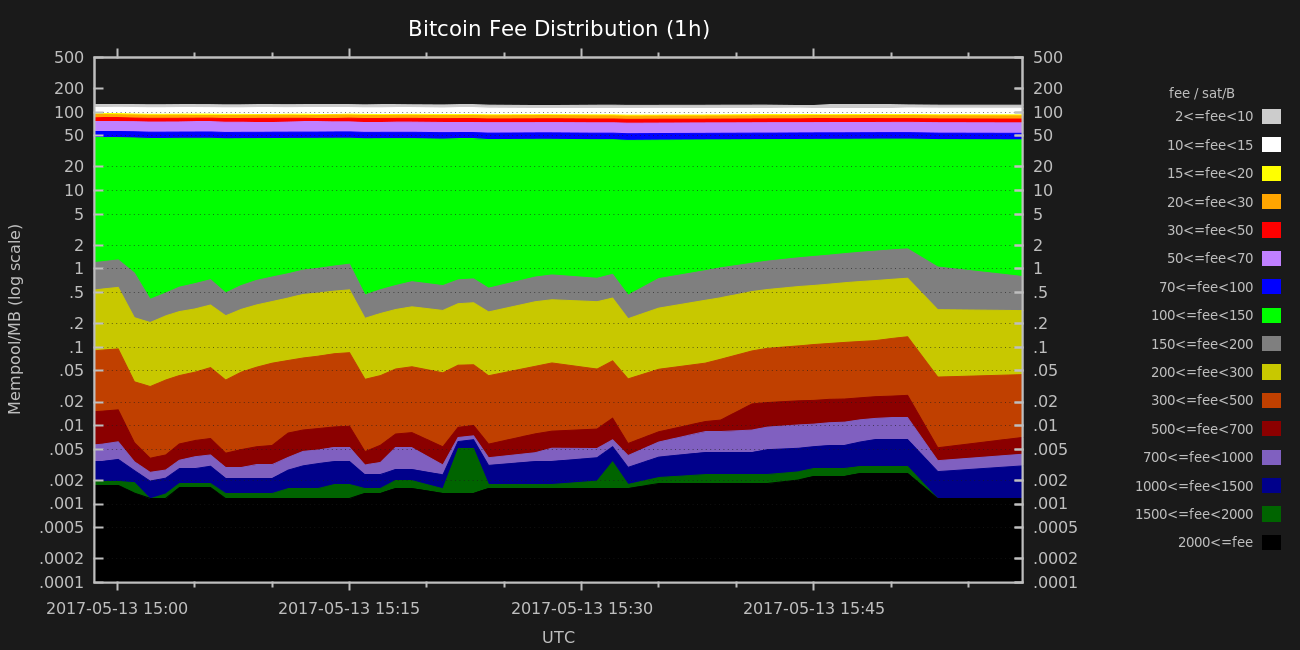 Bitcoin Fee Distribution (1h)
500 500
200 200
100 100
50 50
20 20
10 10
5 5
2 2
1 1
.5 .5
.2 .2
.1 .1
.05 .05
.02 .02
.01 .01
.005 .005
.002 .002
.001 .001
.0005 .0005
.0002 .0002
.0001 .0001
Mempool/MB (log scale)
2017-05-13 15:00 2017-05-13 15:15 2017-05-13 15:30 2017-05-13 15:45
UTC
fee / sat/B
2<=fee<10
10<=fee<15
15<=fee<20
20<=fee<30
30<=fee<50
50<=fee<70
70<=fee<100
100<=fee<150
150<=fee<200
200<=fee<300
300<=fee<500
500<=fee<700
700<=fee<1000
1000<=fee<1500
1500<=fee<2000
2000<=fee